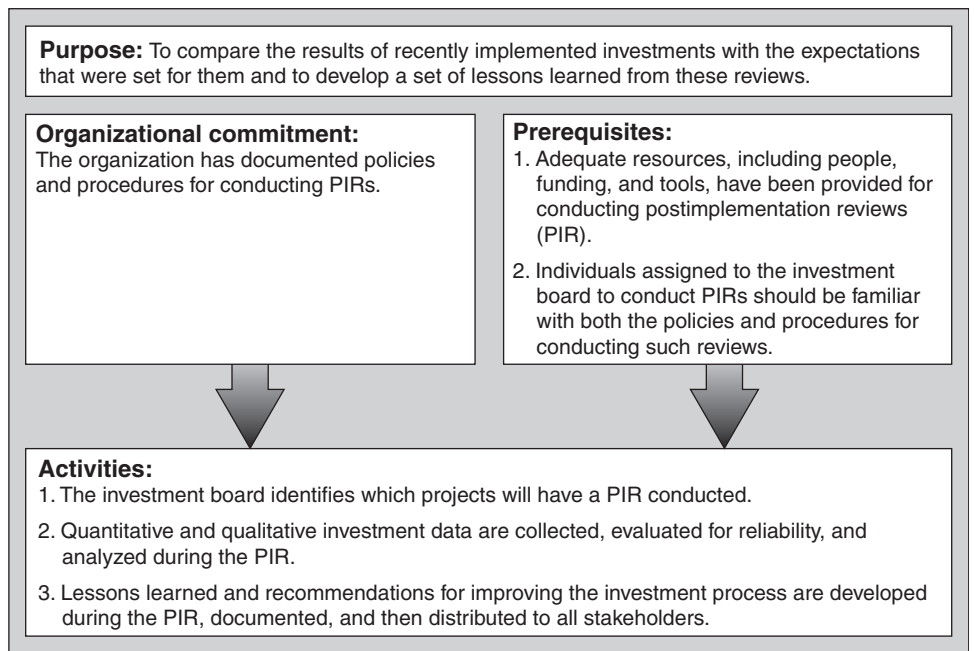 Purpose: To compare the results of recently implemented investments with the expectations
that were set for them and to develop a set of lessons learned from these reviews.
Organizational commitment:
The organization has documented policies
and procedures for conducting PIRs.
Prerequisites:
1. Adequate resources, including people,
funding, and tools, have been provided for
conducting postimplementation reviews
(PIR).
2. Individuals assigned to the investment
board to conduct PIRs should be familiar
with both the policies and procedures for
conducting such reviews.
Activities:
1. The investment board identifies which projects will have a PIR conducted.
2. Quantitative and qualitative investment data are collected, evaluated for reliability, and
analyzed during the PIR.
3. Lessons learned and recommendations for improving the investment process are developed
during the PIR, documented, and then distributed to all stakeholders.